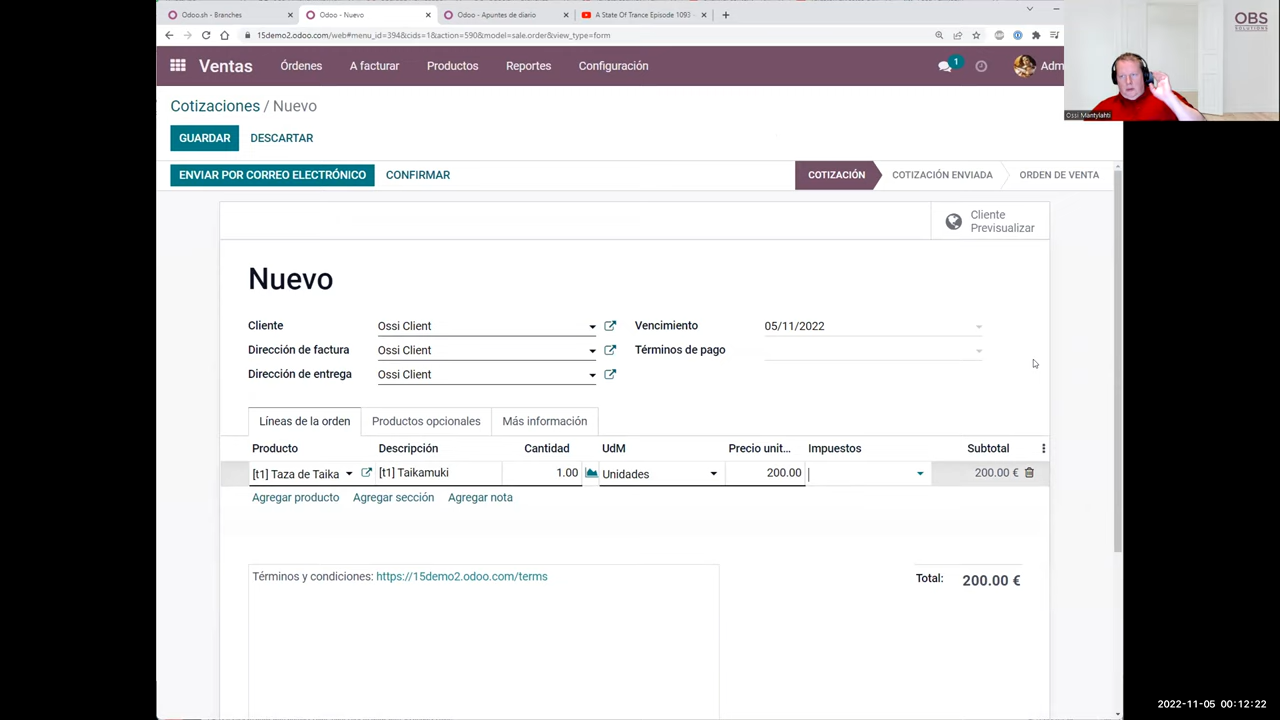 Odoo.sh - Branches
Odoo - Nuevo
Odoo - Apuntes de diario
A State Of Trance Episode 1093
15demo2.odoo.com/web#menu_id=394&cids=1&action=590&model=sale.order&view_type=form
OBS
SOLUTIONS
Ventas Órdenes A facturar Productos Reportes Configuración
1
Adm
Ossi Mantylahti
Cotizaciones / Nuevo
GUARDAR DESCARTAR
ENVIAR POR CORREO ELECTRÓNICO CONFIRMAR COTIZACIÓN COTIZACIÓN ENVIADA ORDEN DE VENTA
Cliente
Previsualizar
Nuevo
Cliente Ossi Client Vencimiento 05/11/2022
Dirección de factura Ossi Client Términos de pago
Dirección de entrega Ossi Client
Líneas de la orden Productos opcionales Más información
Producto Descripción Cantidad UdM Precio unit... Impuestos Subtotal
[t1] Taza de Taika [t1] Taikamuki 1.00 Unidades 200.00 200.00 €
Agregar producto Agregar sección Agregar nota
Términos y condiciones: https://15demo2.odoo.com/terms
Total: 200.00 €
2022-11-05 00:12:22